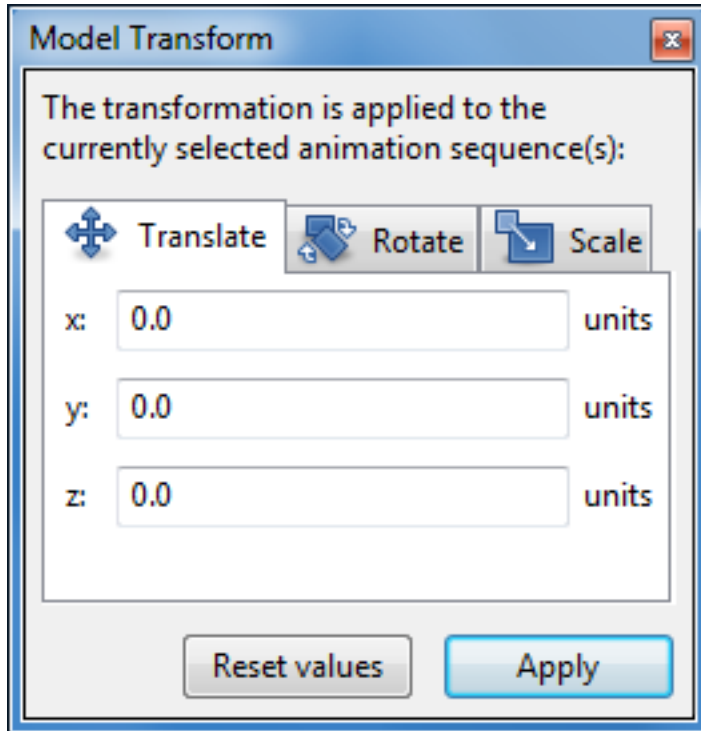 Model Transform
The transformation is applied to the
currently selected animation sequence(s):
Translate Rotate Scale
x: 0.0 units
y: 0.0 units
z: 0.0 units
Reset values Apply